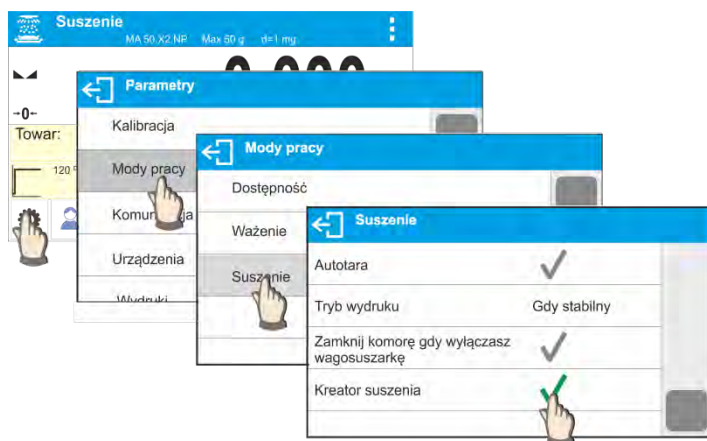 Suszenie
MA 50.X2.NP Max 50 g d=1 mg
Parametry
-0-
Kalibracja
Towar:
Mody pracy
120
Mody pracy
Dostępność
Ważenie
Urządzenia
Suszenie
Suszenie
Autotara
Tryb wydruku Gdy stabilny
Zamknij komorę gdy wyłączasz
wagosuszarkę
Kreator suszenia